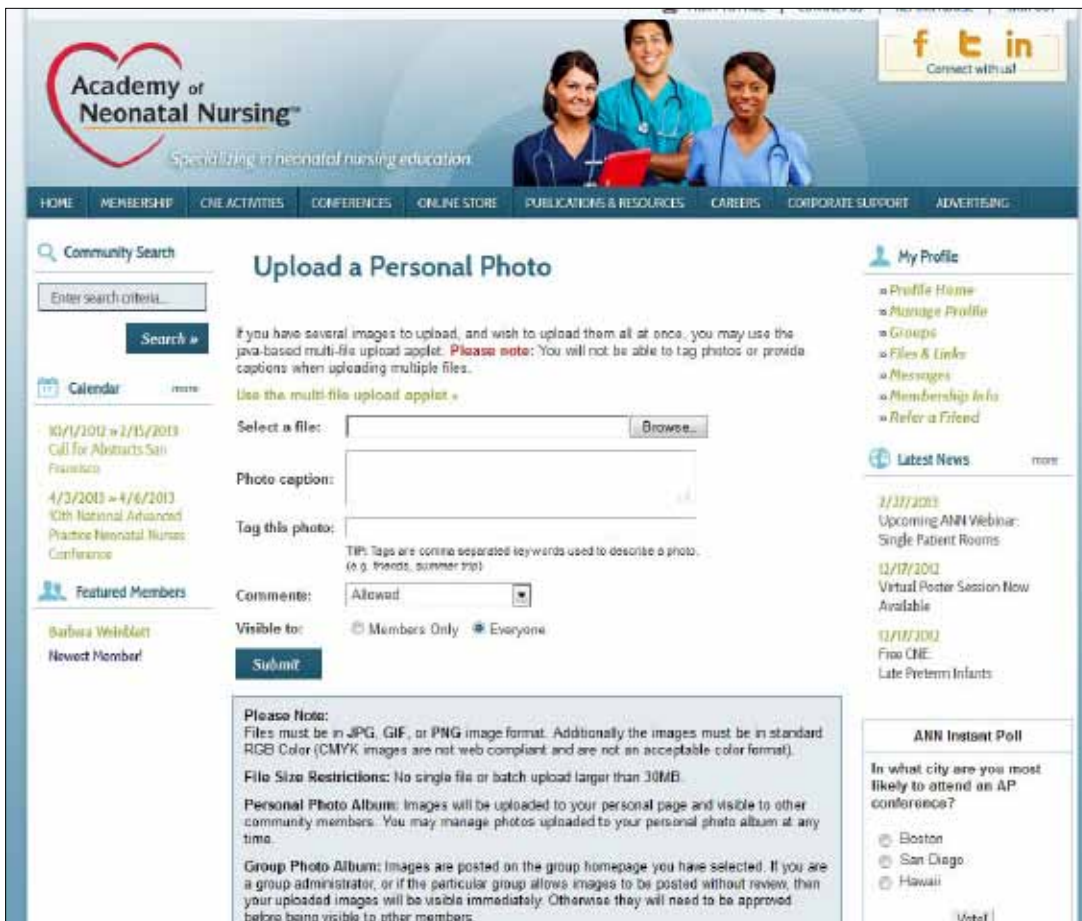 CONTACT US
SIGN OUT
f t in
Connect with us!
Academy of
Neonatal Nursing
Specializing in neonatal nursing education
HOME MEMBERSHIP CNE ACTIVITIES CONFERENCES ONLINE STORE PUBLICATIONS & RESOURCES CAREERS CORPORATE SUPPORT ADVERTISING
Community Search
Enter search criteria...
Search »
Calendar more
10/1/2012 » 2/15/2013
Call for Abstracts San
Francisco
4/3/2013 » 4/6/2013
10th National Advanced
Practice Neonatal Nurses
Conference
Featured Members
Barbara Weinblatt
Newest Member!
Upload a Personal Photo
If you have several images to upload, and wish to upload them all at once, you may use the
java-based multi-file upload applet. Please note: You will not be able to tag photos or provide
captions when uploading multiple files.
Use the multi-file upload applet »
Select a file: Browse...
Photo caption:
Tag this photo:
TIP: Tags are comma separated keywords used to describe a photo.
(e.g. friends, summer trip)
Comments: Allowed
Visible to: Members Only Everyone
Submit
Please Note:
Files must be in JPG, GIF, or PNG image format. Additionally the images must be in standard
RGB Color (CMYK images are not web compliant and are not an acceptable color format).
File Size Restrictions: No single file or batch upload larger than 30MB.
Personal Photo Album: Images will be uploaded to your personal page and visible to other
community members. You may manage photos uploaded to your personal photo album at any
time.
Group Photo Album: Images are posted on the group homepage you have selected. If you are
a group administrator, or if the particular group allows images to be posted without review, then
your uploaded images will be visible immediately. Otherwise they will need to be approved
before being visible to other members.
My Profile
» Profile Home
» Manage Profile
» Groups
» Files & Links
» Messages
» Membership Info
» Refer a Friend
Latest News more
2/27/2013
Upcoming ANN Webinar:
Single Patient Rooms
12/17/2012
Virtual Poster Session Now
Available
12/17/2012
Free CNE:
Late Preterm Infants
ANN Instant Poll
In what city are you most
likely to attend an AP
conference?
Boston
San Diego
Hawaii
Vote!